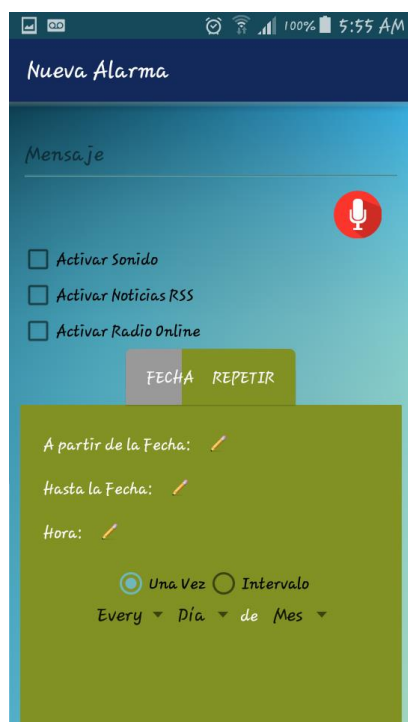 100% 5:55 AM
Nueva Alarma
Mensaje
Activar Sonido
Activar Noticias RSS
Activar Radio Online
FECHA REPETIR
A partir de la Fecha:
Hasta la Fecha:
Hora:
Una Vez Intervalo
Every Día de Mes